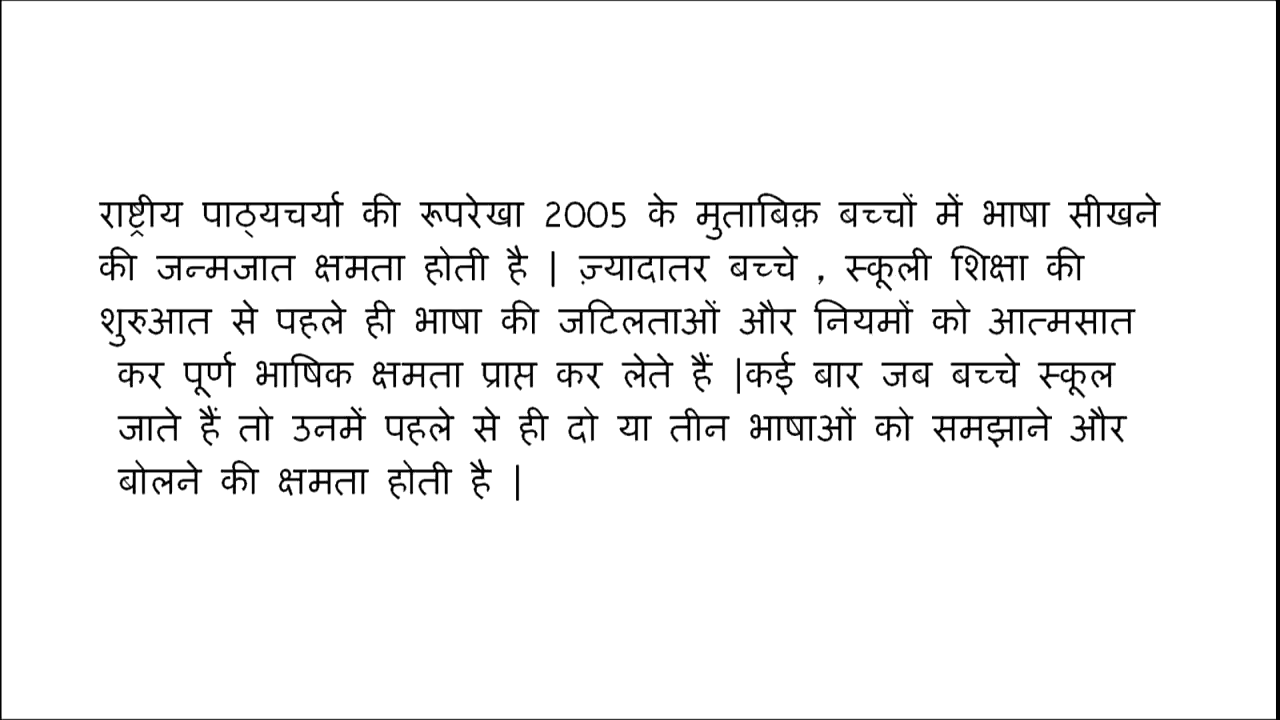 राष्ट्रीय पाठ्यचर्या की रूपरेखा 2005 के मुताबिक़ बच्चों में भाषा सीखने
की जन्मजात क्षमता होती है | ज़्यादातर बच्चे , स्कूली शिक्षा की
शुरुआत से पहले ही भाषा की जटिलताओं और नियमों को आत्मसात
कर पूर्ण भाषिक क्षमता प्राप्त कर लेते हैं |कई बार जब बच्चे स्कूल
जाते हैं तो उनमें पहले से ही दो या तीन भाषाओं को समझाने और
बोलने की क्षमता होती है |